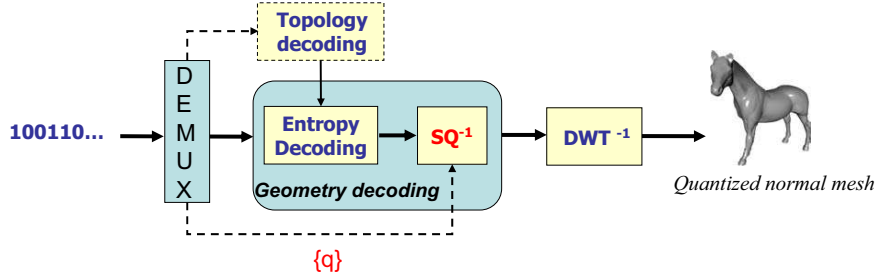 Topology
decoding
D
E
M
U
X
100110...
Entropy
Decoding
SQ-1
DWT -1
Geometry decoding
Quantized normal mesh
{q}